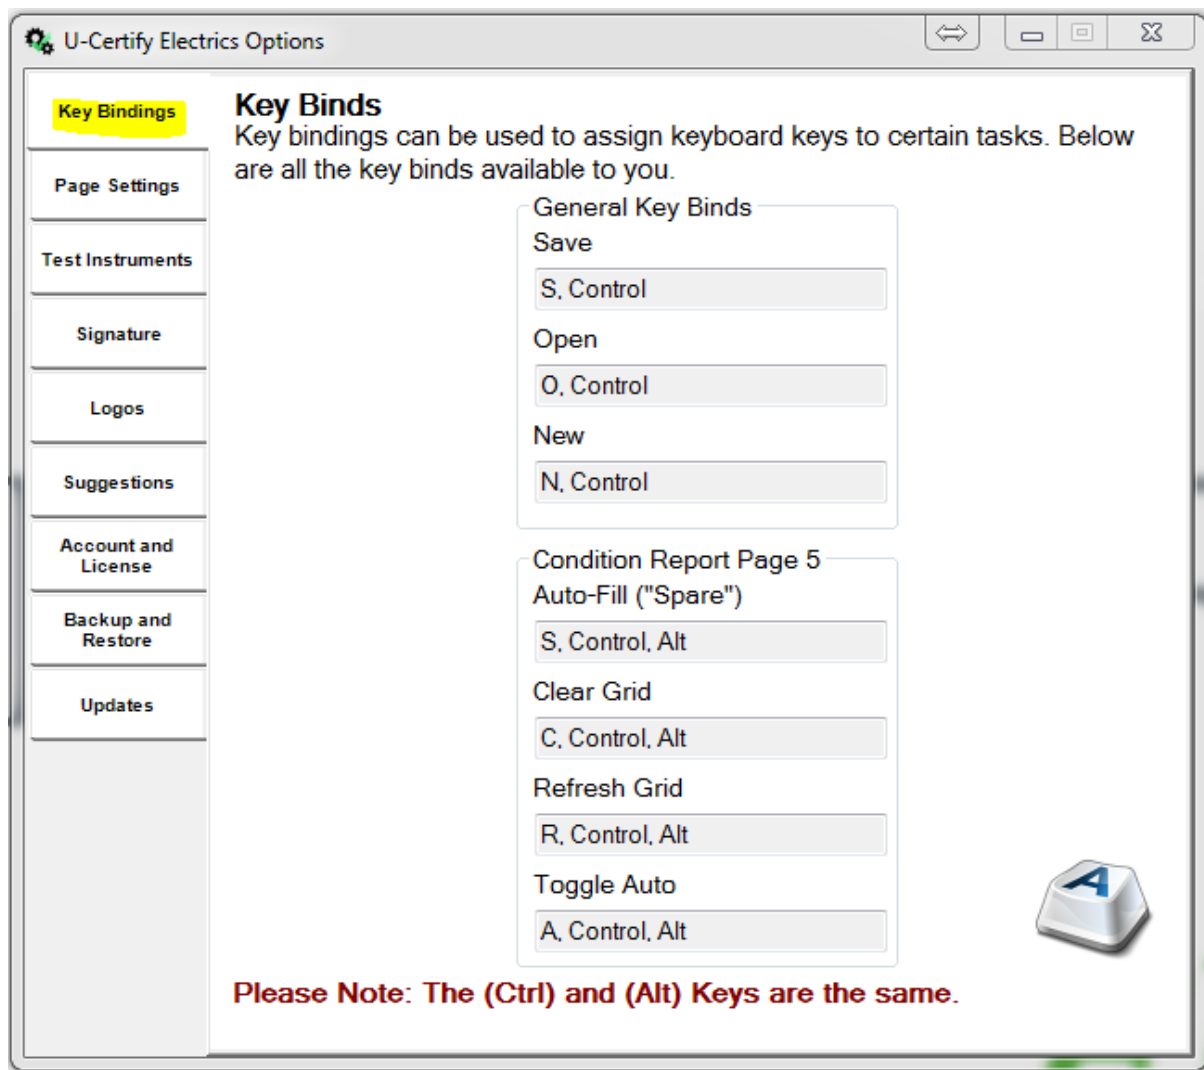 U-Certify Electrics Options
Key Bindings
Page Settings
Test Instruments
Signature
Logos
Suggestions
Account and
License
Backup and
Restore
Updates
Key Binds
Key bindings can be used to assign keyboard keys to certain tasks. Below
are all the key binds available to you.
General Key Binds
Save
S, Control
Open
O, Control
New
N, Control
Condition Report Page 5
Auto-Fill ("Spare")
S, Control, Alt
Clear Grid
C, Control, Alt
Refresh Grid
R, Control, Alt
Toggle Auto
A, Control, Alt
A
Please Note: The (Ctrl) and (Alt) Keys are the same.